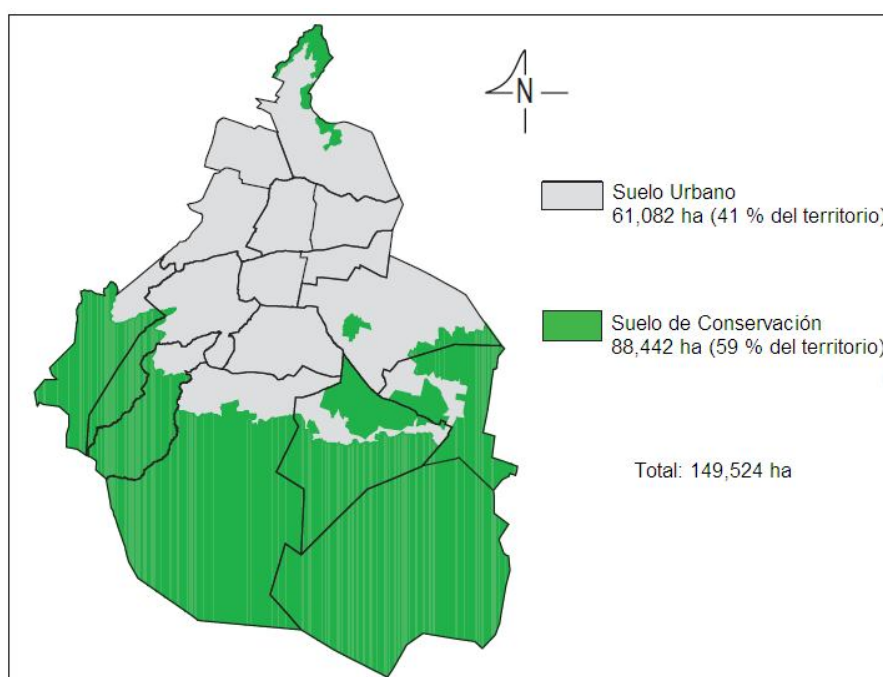 N
Suelo Urbano
61,082 ha (41 % del territorio)
Suelo de Conservación
88,442 ha (59 % del territorio)
Total: 149,524 ha